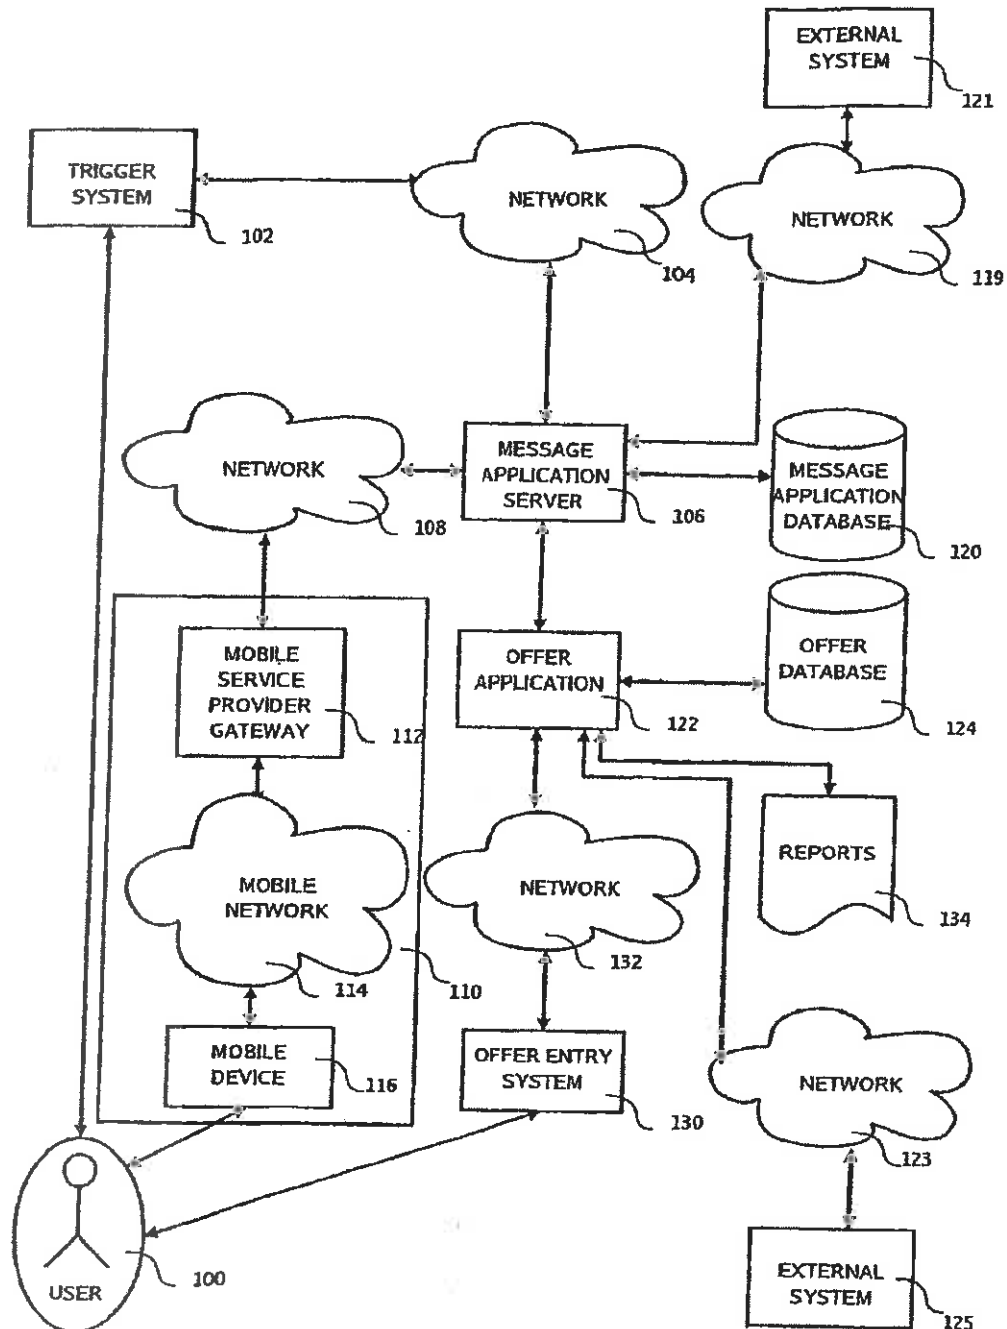 EXTERNAL
SYSTEM
121
TRIGGER
SYSTEM
102
NETWORK
104
NETWORK
119
NETWORK
108
MESSAGE
APPLICATION
SERVER
106
MESSAGE
APPLICATION
DATABASE
120
MOBILE
SERVICE
PROVIDER
GATEWAY
112
OFFER
APPLICATION
122
OFFER
DATABASE
124
MOBILE
NETWORK
114
110
NETWORK
132
REPORTS
134
MOBILE
DEVICE
116
OFFER ENTRY
SYSTEM
130
NETWORK
123
USER
100
EXTERNAL
SYSTEM
125